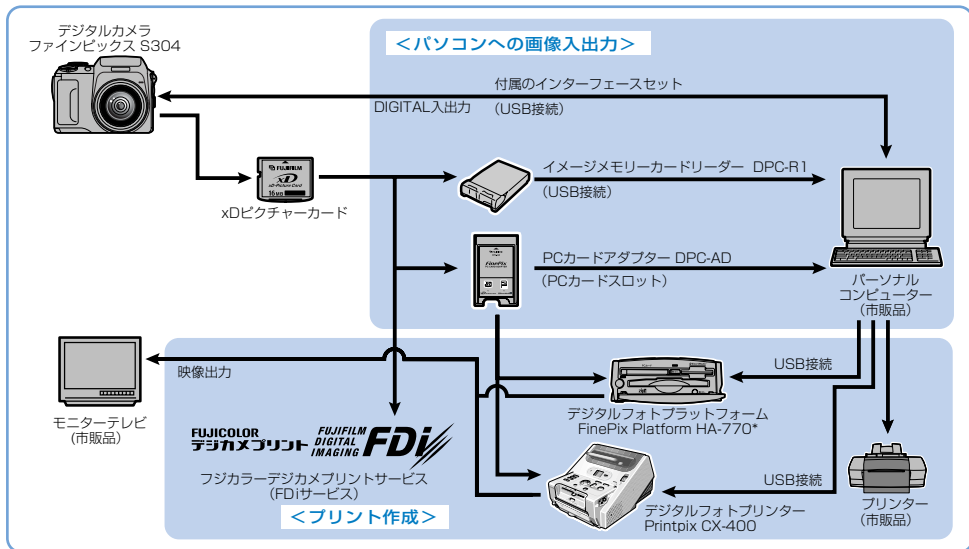 デジタルカメラ
ファインピックス S304
＜パソコンへの画像入出力＞
付属のインターフェースセット
DIGITAL入出力
(USB接続)
FUJIFILM
xD
xD-Picture Card
16MB
xDピクチャーカード
イメージメモリーカードリーダー DPC-R1
(USB接続)
FinePix
PCカードアダプター DPC-AD
(PCカードスロット)
パーソナル
コンピューター
(市販品)
映像出力
モニターテレビ
(市販品)
USB接続
デジタルフォトプラットフォーム
FinePix Platform HA-770*
FUJICOLOR
デジカメプリント
FUJIFILM
DIGITAL
IMAGING
FDi
フジカラーデジカメプリントサービス
(FDiサービス)
＜プリント作成＞
USB接続
デジタルフォトプリンター
Printpix CX-400
プリンター
(市販品)